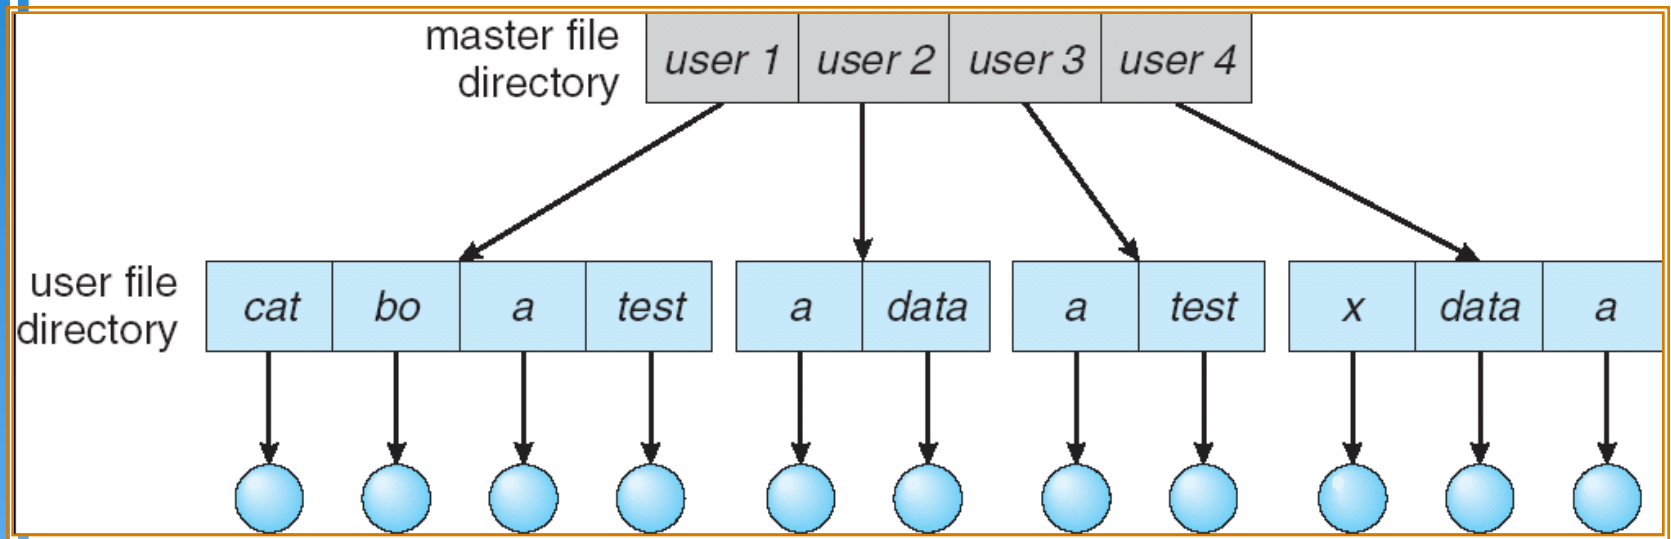 master file
directory
user 1 user 2 user 3 user 4
user file
directory
cat bo a test a data a test x data a